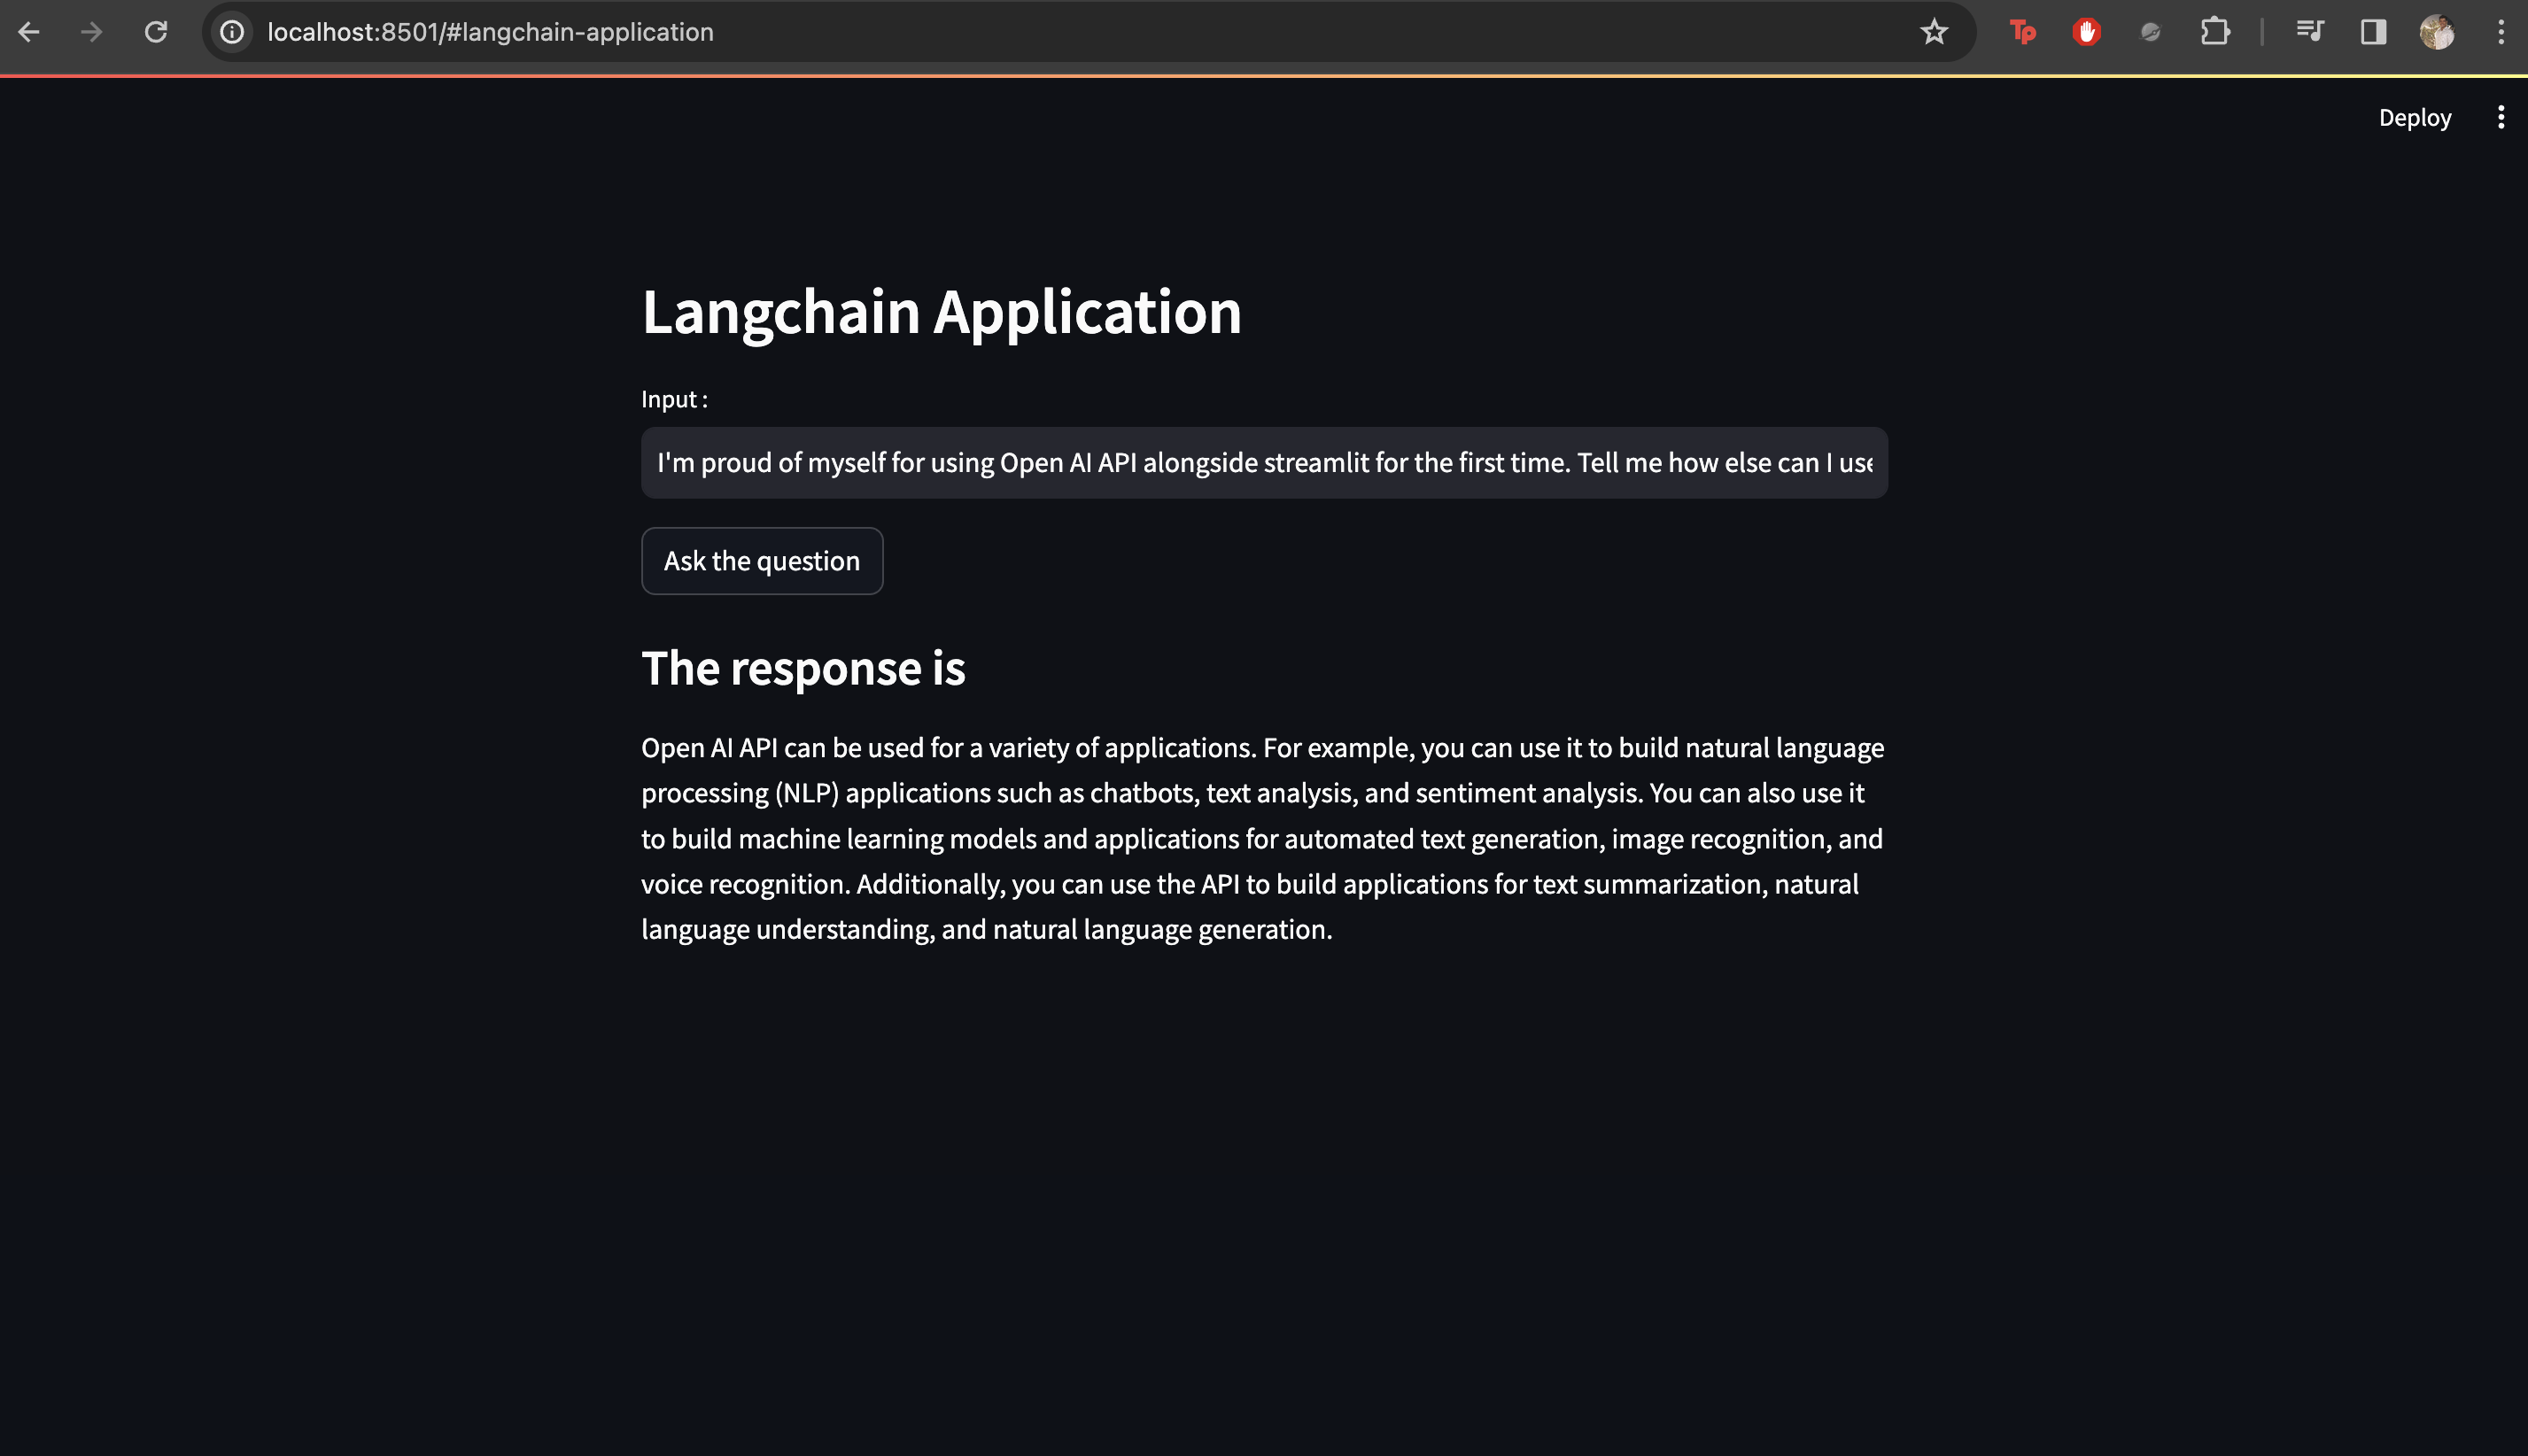 localhost:8501/#langchain-application
Tp
Deploy
Langchain Application
Input :
I'm proud of myself for using Open AI API alongside streamlit for the first time. Tell me how else can I use
Ask the question
The response is
Open AI API can be used for a variety of applications. For example, you can use it to build natural language
processing (NLP) applications such as chatbots, text analysis, and sentiment analysis. You can also use it
to build machine learning models and applications for automated text generation, image recognition, and
voice recognition. Additionally, you can use the API to build applications for text summarization, natural
language understanding, and natural language generation.